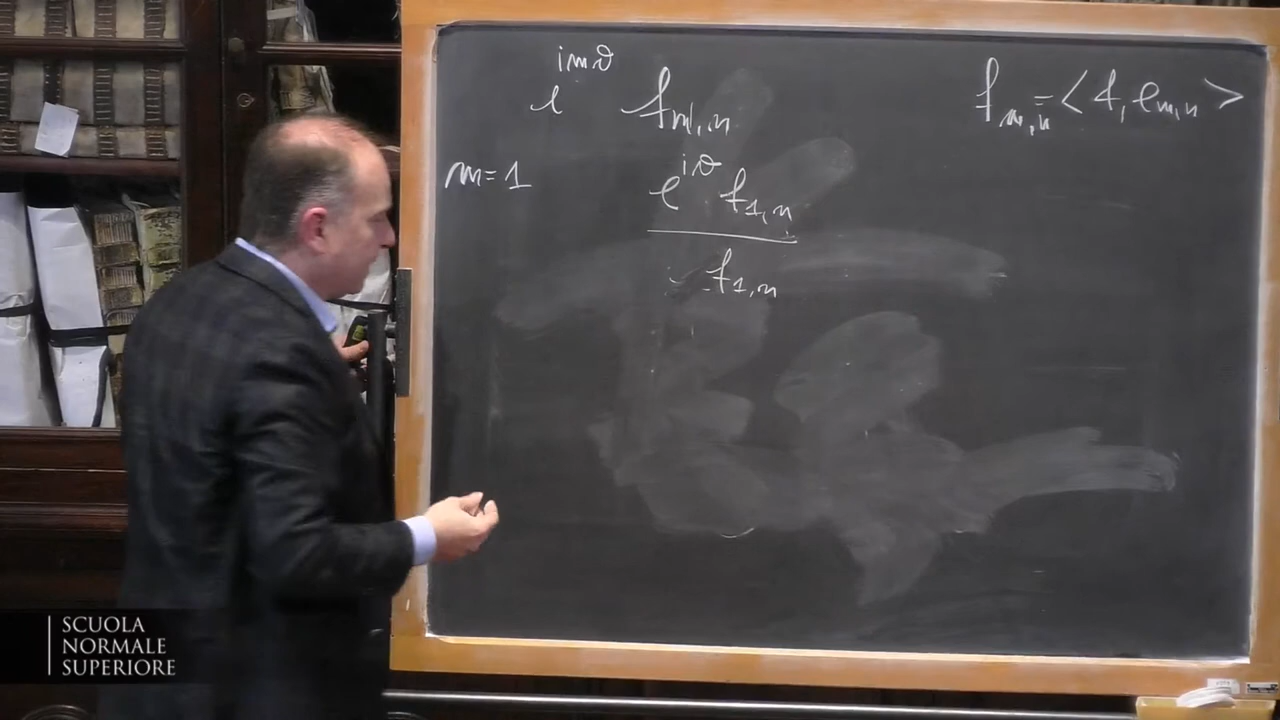 e^{imϑ} f_{m,n}
f_{m,n} = < f, e_{m,n} >
m = 1
e^{iϑ} f_{1,n}
f_{1,n}
SCUOLA
NORMALE
SUPERIORE